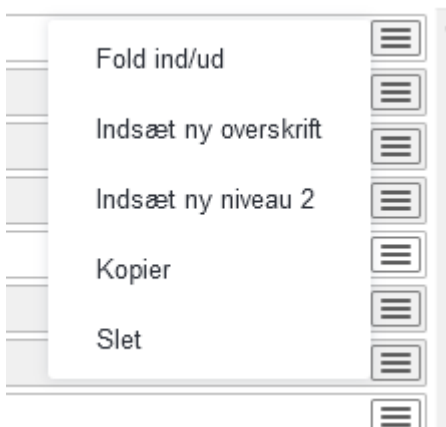 Fold ind/ud
Indsæt ny overskrift
Indsæt ny niveau 2
Kopier
Slet